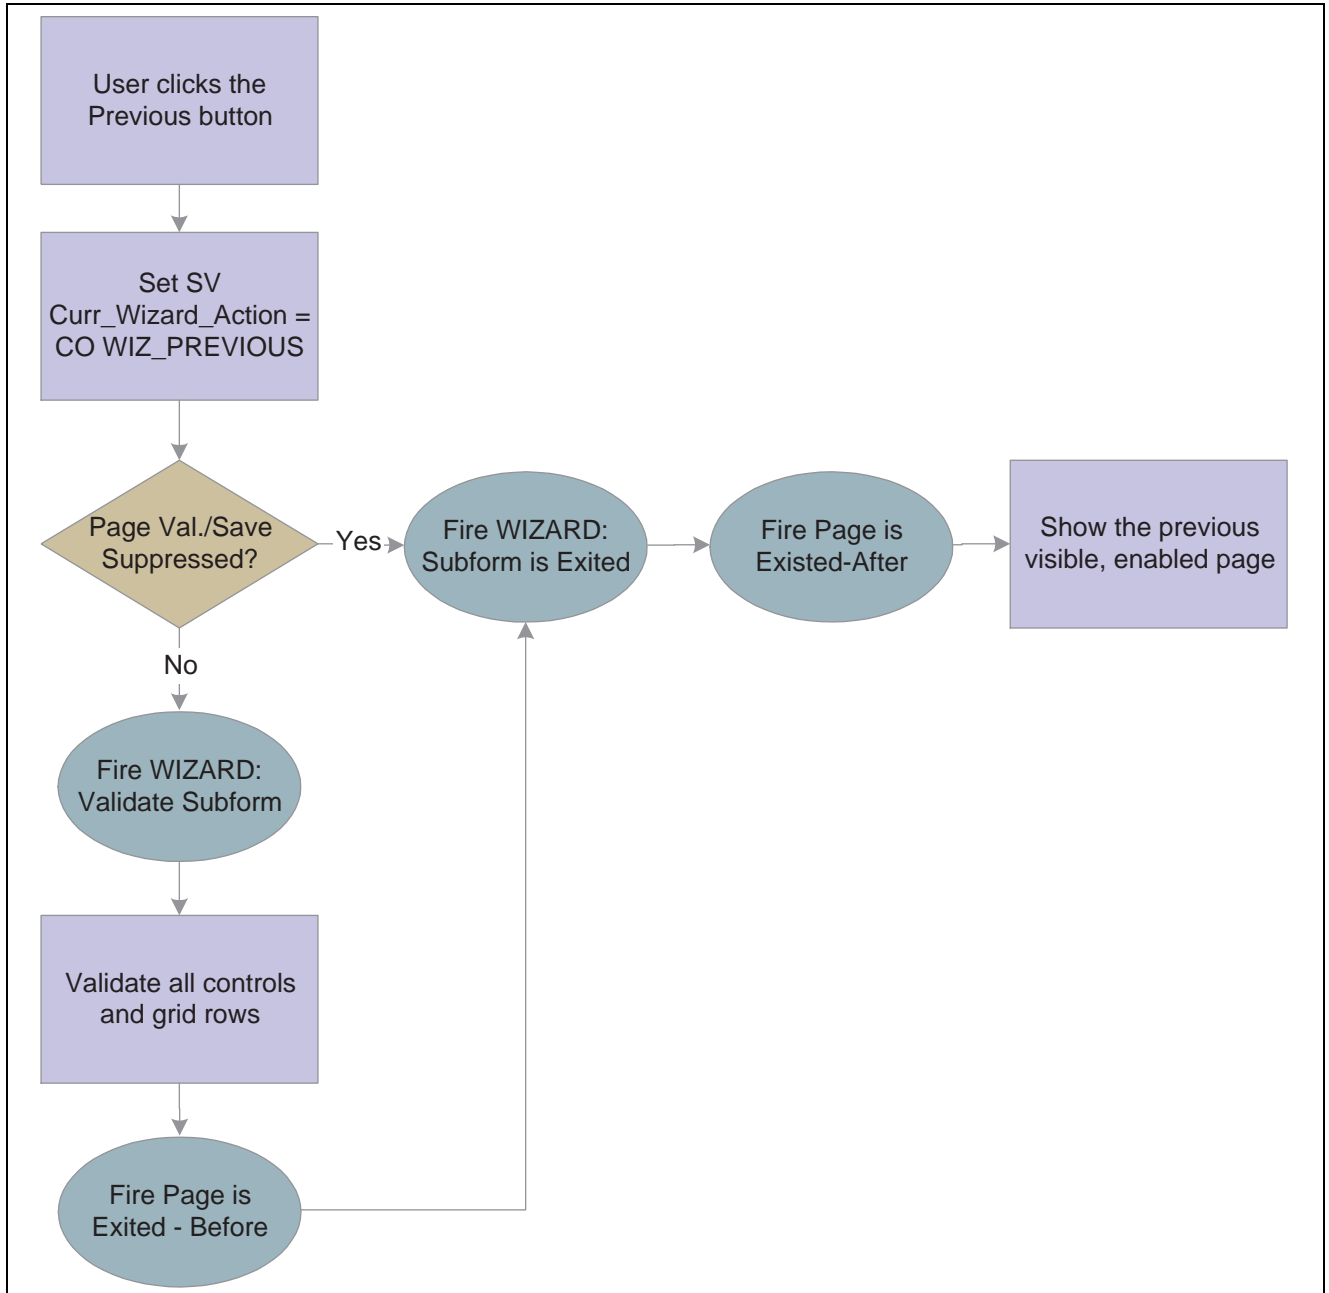 User clicks the
Previous button
Set SV
Curr_Wizard_Action =
CO WIZ_PREVIOUS
Page Val./Save
Suppressed?
Yes
Fire WIZARD:
Subform is Exited
Fire Page is
Existed-After
Show the previous
visible, enabled page
No
Fire WIZARD:
Validate Subform
Validate all controls
and grid rows
Fire Page is
Exited - Before